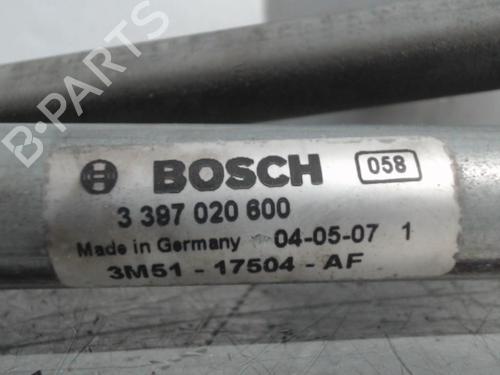 B-PARTS
BOSCH 058
3 397 020 600
Made in Germany 04-05-07 1
3M51 - 17504 - AF